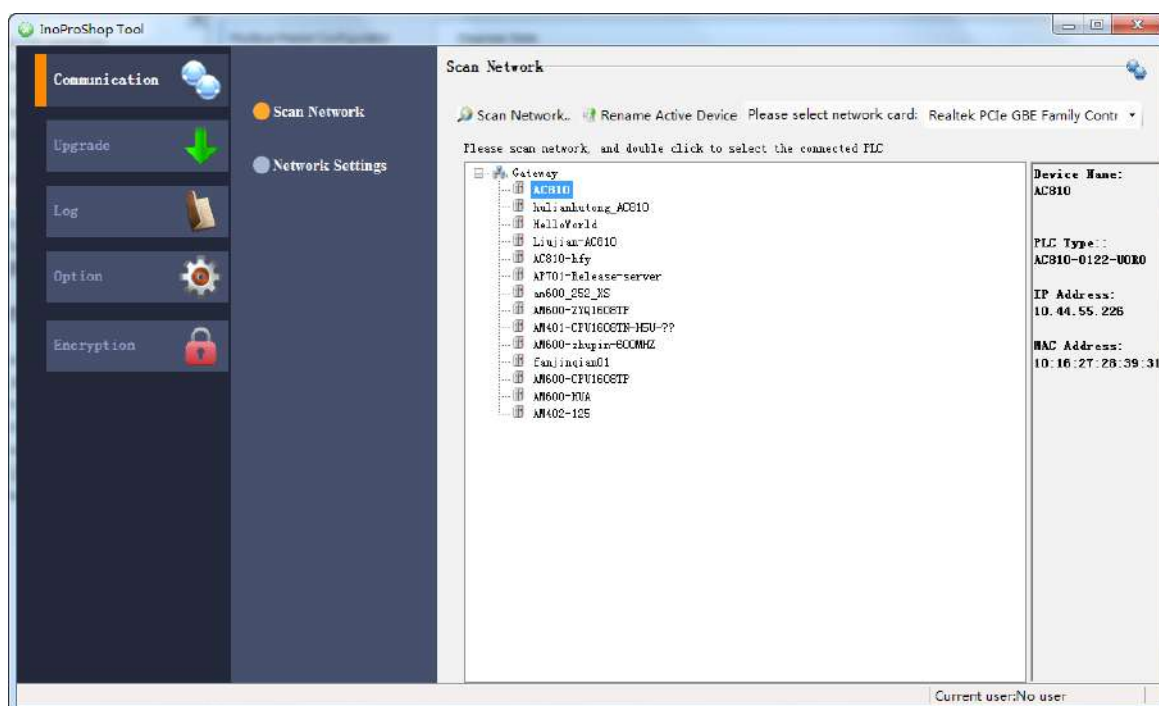 InoProShop Tool
Communication
Upgrade
Log
Option
Encryption
Scan Network
Network Settings
Scan Network
Scan Network.. Rename Active Device Please select network card: Realtek PCIe GBE Family Contr
Please scan network, and double click to select the connected PLC
Gateway
AC810
hulianhutong_AC810
HelloWorld
Liujian-AC810
AC810-hfy
APT01-Release-server
am600_252_XS
AM600-ZYQ1608TP
AM401-CPU1608TN-H5U-??
AM600-zhupin-600MHZ
fanjinqian01
AM600-CPU1608TP
AM600-HUA
AM402-125
Device Name:
AC810
PLC Type::
AC810-0122-U0R0
IP Address:
10.44.55.226
MAC Address:
10:16:27:28:39:31
Current user:No user